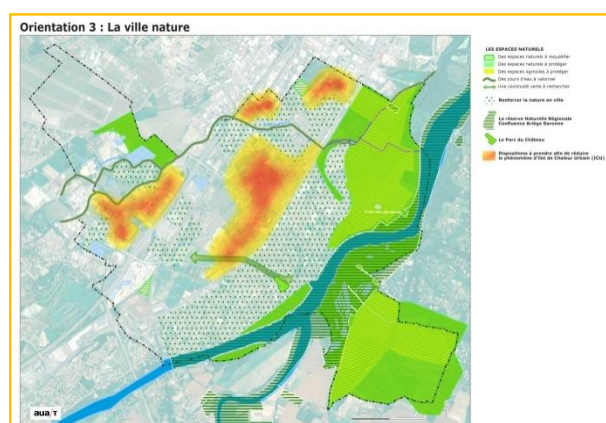 Orientation 3 : La ville nature
LES ESPACES NATURELS
Des espaces naturels à requalifier
Des espaces naturels à protéger
Des espaces agricoles à protéger
Des cours d'eau à valoriser
Une continuité verte à rechercher
Renforcer la nature en ville
La réserve Naturelle Régionale
Confluence Ariège Garonne
Le Parc du Château
Dispositions à prendre afin de réduire
le phénomène d'Ilot de Chaleur Urbain (ICU)
aua/T